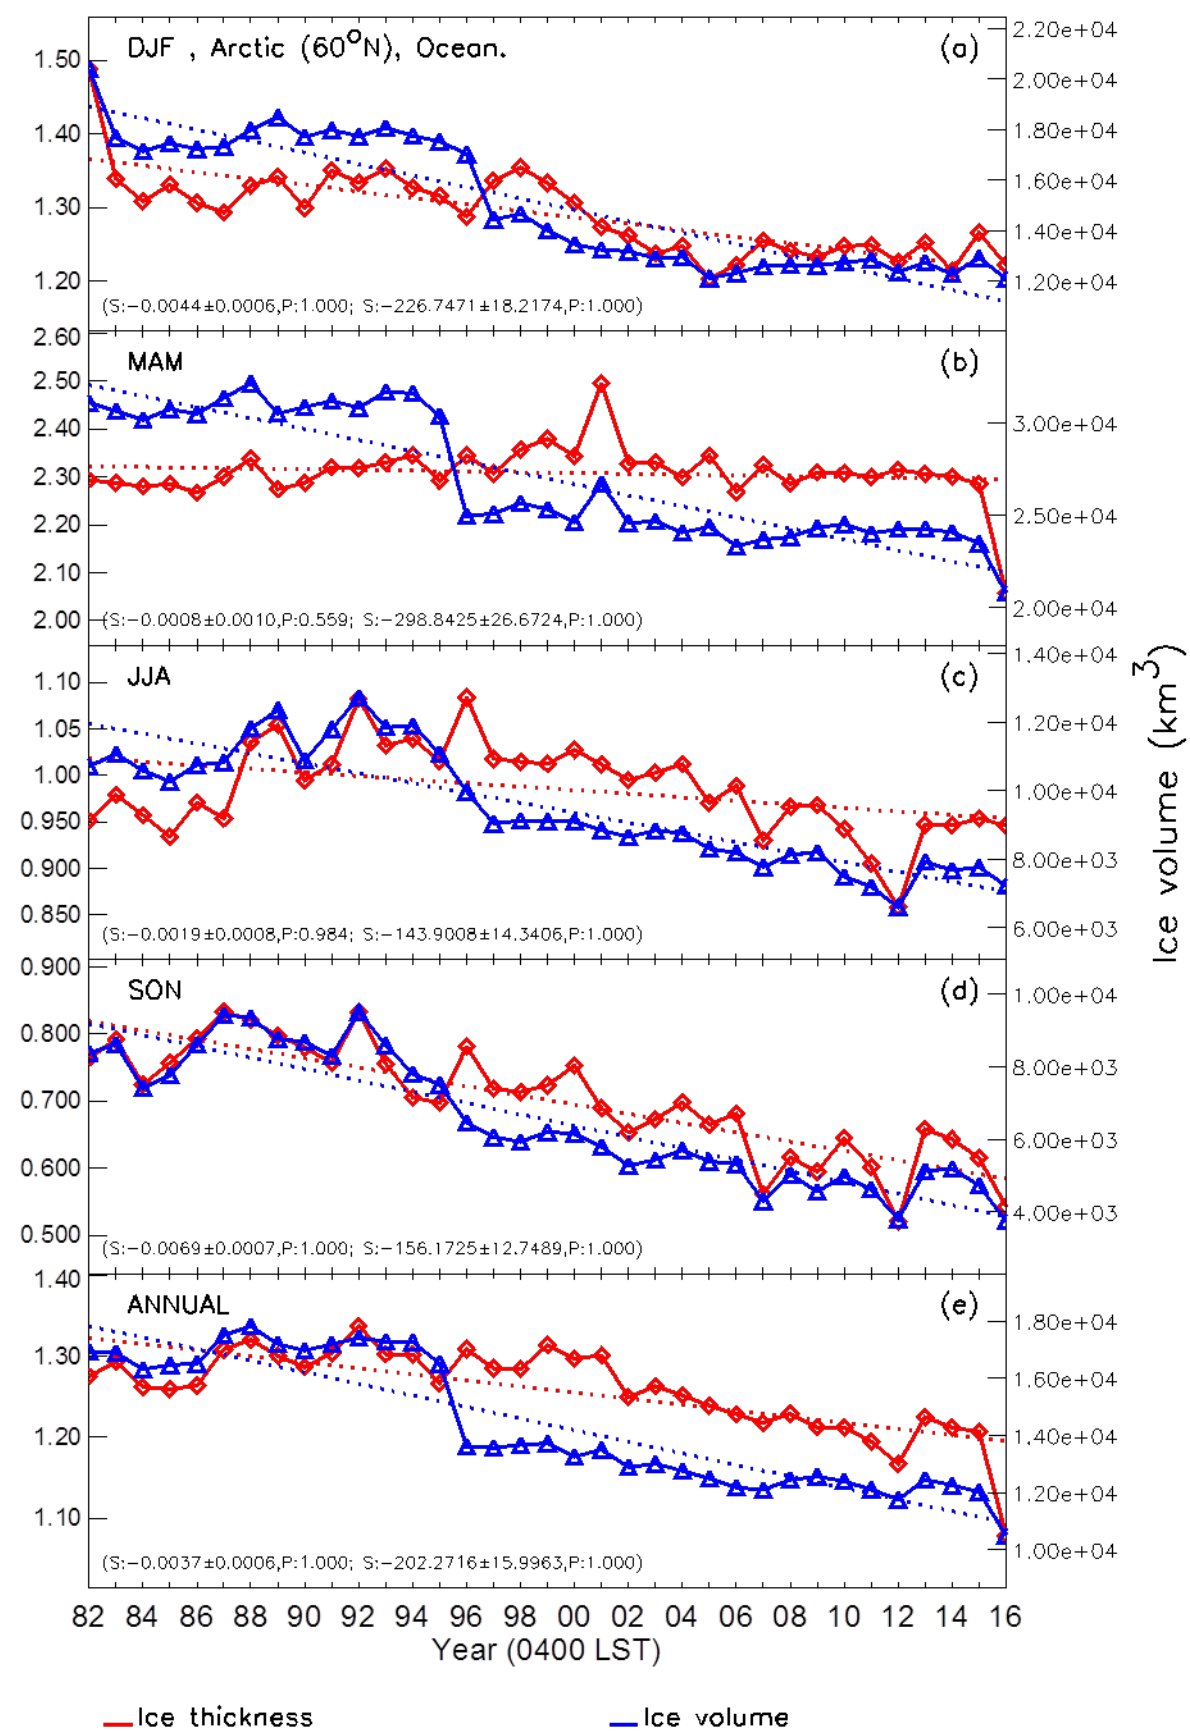 DJF , Arctic (60°N), Ocean.
(a)
1.50
1.40
1.30
1.20
2.20e+04
2.00e+04
1.80e+04
1.60e+04
1.40e+04
1.20e+04
(S:-0.0044±0.0006,P:1.000; S:-226.7471±18.2174,P:1.000)
MAM
(b)
2.60
2.50
2.40
2.30
2.20
2.10
2.00
3.00e+04
2.50e+04
2.00e+04
(S:-0.0008±0.0010,P:0.559; S:-298.8425±26.6724,P:1.000)
JJA
(c)
1.10
1.05
1.00
0.950
0.900
0.850
1.40e+04
1.20e+04
1.00e+04
8.00e+03
6.00e+03
(S:-0.0019±0.0008,P:0.984; S:-143.9008±14.3406,P:1.000)
Ice volume (km³)
SON
(d)
0.900
0.800
0.700
0.600
0.500
1.00e+04
8.00e+03
6.00e+03
4.00e+03
(S:-0.0069±0.0007,P:1.000; S:-156.1725±12.7489,P:1.000)
ANNUAL
(e)
1.40
1.30
1.20
1.10
1.80e+04
1.60e+04
1.40e+04
1.20e+04
1.00e+04
(S:-0.0037±0.0006,P:1.000; S:-202.2716±15.9963,P:1.000)
82 84 86 88 90 92 94 96 98 00 02 04 06 08 10 12 14 16
Year (0400 LST)
Ice thickness
Ice volume